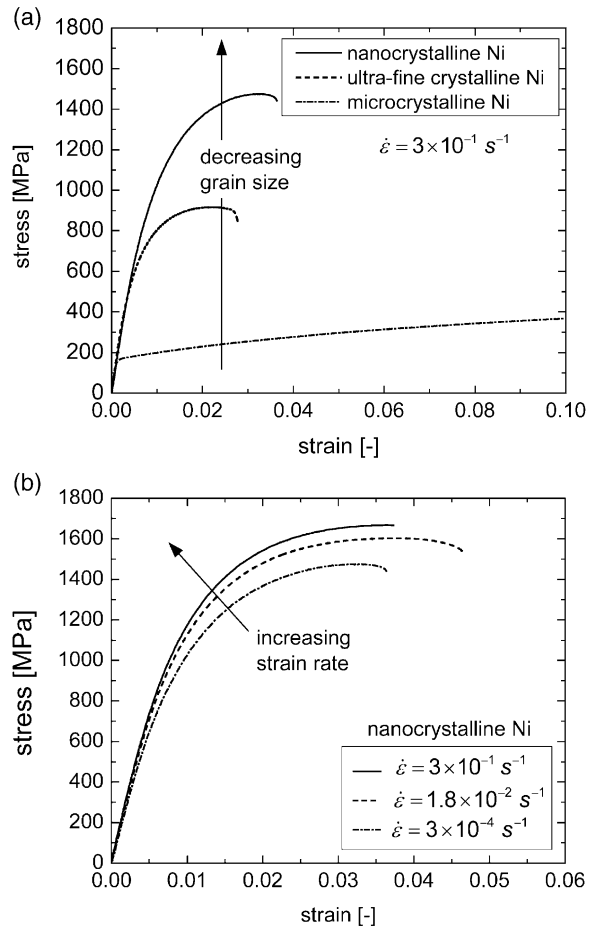 (a)
1800
1600
1400
1200
1000
800
600
400
200
0
stress [MPa]
nanocrystalline Ni
ultra-fine crystalline Ni
microcrystalline Ni
ε̇ = 3×10⁻¹ s⁻¹
decreasing
grain size
0.00 0.02 0.04 0.06 0.08 0.10
strain [-]
(b)
1800
1600
1400
1200
1000
800
600
400
200
0
stress [MPa]
increasing
strain rate
nanocrystalline Ni
ε̇ = 3×10⁻¹ s⁻¹
ε̇ = 1.8×10⁻² s⁻¹
ε̇ = 3×10⁻⁴ s⁻¹
0.00 0.01 0.02 0.03 0.04 0.05 0.06
strain [-]